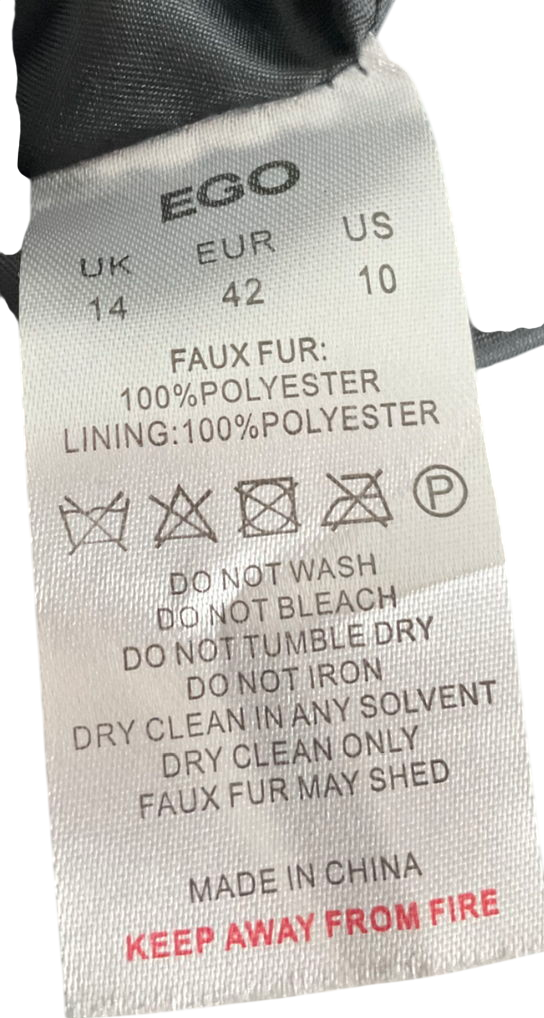 EGO
UK EUR US
14 42 10
FAUX FUR:
100%POLYESTER
LINING:100%POLYESTER
P
DO NOT WASH
DO NOT BLEACH
DO NOT TUMBLE DRY
DO NOT IRON
DRY CLEAN IN ANY SOLVENT
DRY CLEAN ONLY
FAUX FUR MAY SHED
MADE IN CHINA
KEEP AWAY FROM FIRE